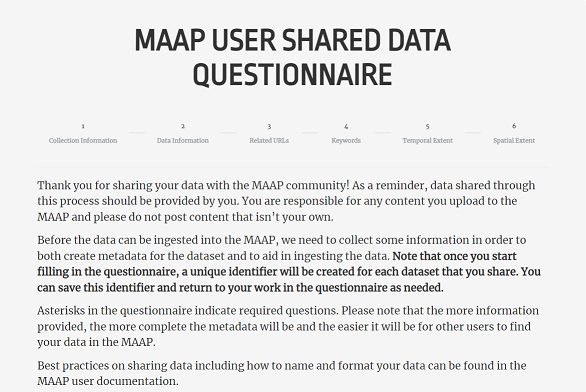 MAAP USER SHARED DATA
QUESTIONNAIRE
1 2 3 4 5 6
Collection Information Data Information Related URLs Keywords Temporal Extent Spatial Extent
Thank you for sharing your data with the MAAP community! As a reminder, data shared through
this process should be provided by you. You are responsible for any content you upload to the
MAAP and please do not post content that isn't your own.
Before the data can be ingested into the MAAP, we need to collect some information in order to
both create metadata for the dataset and to aid in ingesting the data. Note that once you start
filling in the questionnaire, a unique identifier will be created for each dataset that you share. You
can save this identifier and return to your work in the questionnaire as needed.
Asterisks in the questionnaire indicate required questions. Please note that the more information
provided, the more complete the metadata will be and the easier it will be for other users to find
your data in the MAAP.
Best practices on sharing data including how to name and format your data can be found in the
MAAP user documentation.